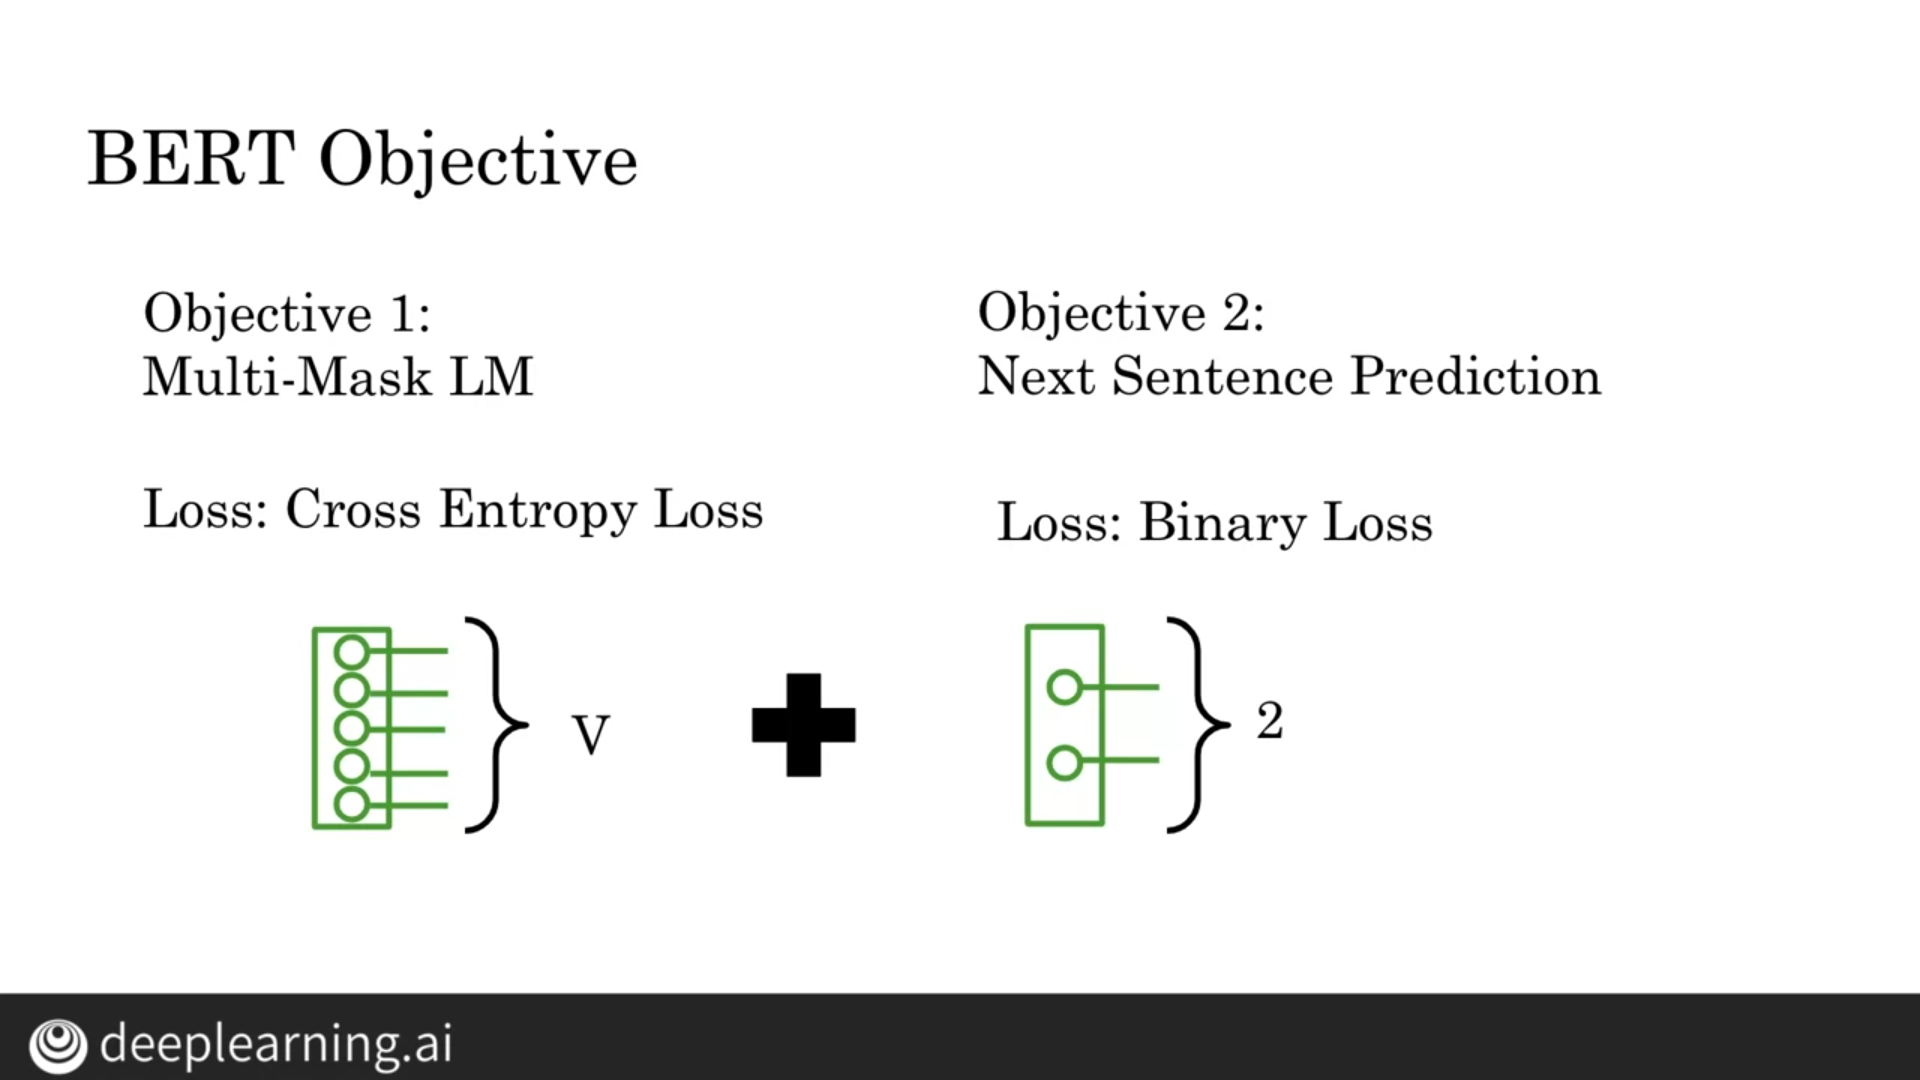 BERT Objective
Objective 1:
Multi-Mask LM
Loss: Cross Entropy Loss
V
Objective 2:
Next Sentence Prediction
Loss: Binary Loss
2
deeplearning.ai